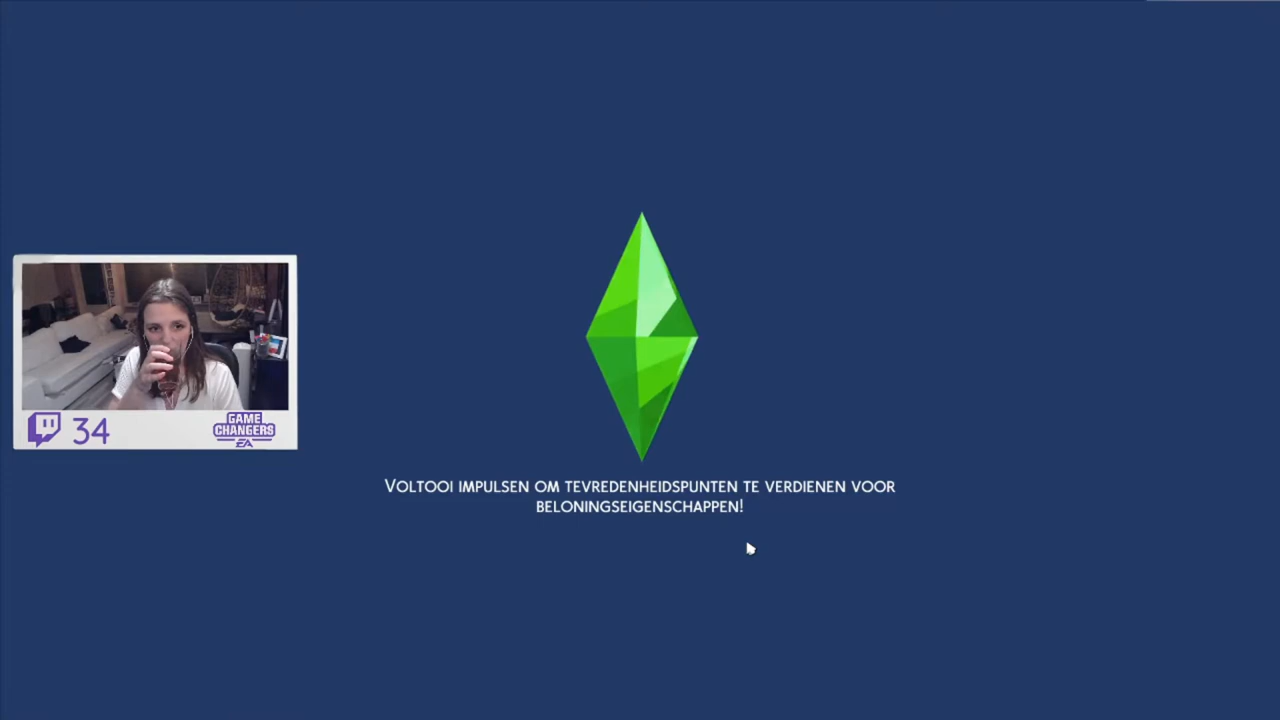 34
GAME
CHANGERS
EA
VOLTOOI IMPULSEN OM TEVREDENHEIDSPUNTEN TE VERDIENEN VOOR
BELONINGSEIGENSCHAPPEN!